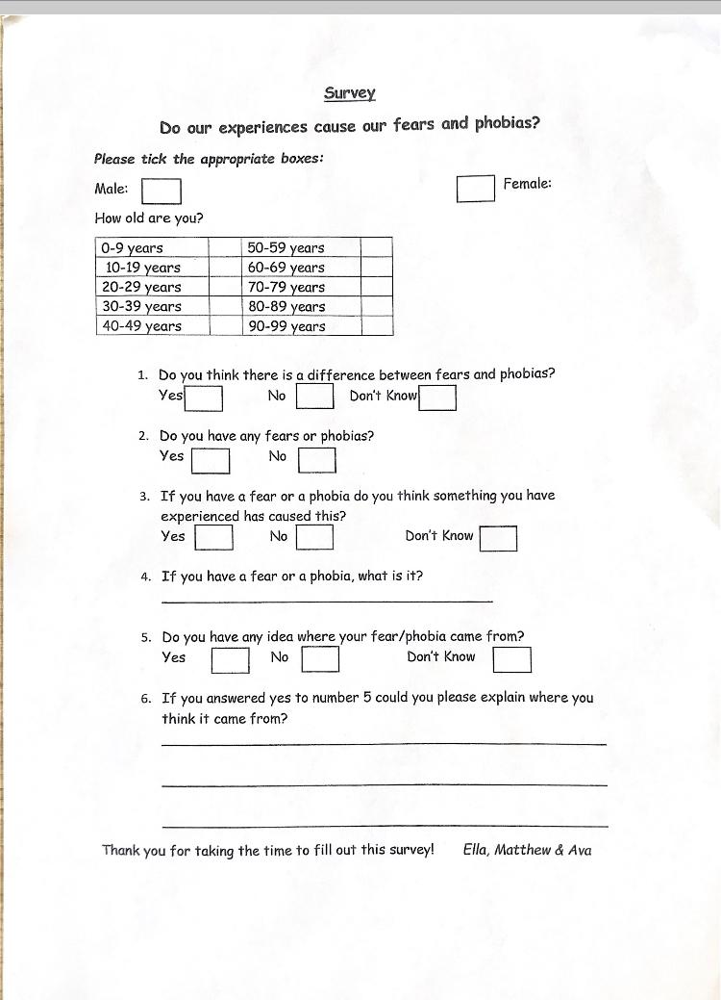 Survey
Do our experiences cause our fears and phobias?
Please tick the appropriate boxes:
Male: Female:
How old are you?
0-9 years 50-59 years
10-19 years 60-69 years
20-29 years 70-79 years
30-39 years 80-89 years
40-49 years 90-99 years
1. Do you think there is a difference between fears and phobias?
Yes No Don't Know
2. Do you have any fears or phobias?
Yes No
3. If you have a fear or a phobia do you think something you have
experienced has caused this?
Yes No Don't Know
4. If you have a fear or a phobia, what is it?
5. Do you have any idea where your fear/phobia came from?
Yes No Don't Know
6. If you answered yes to number 5 could you please explain where you
think it came from?
Thank you for taking the time to fill out this survey! Ella, Matthew & Ava